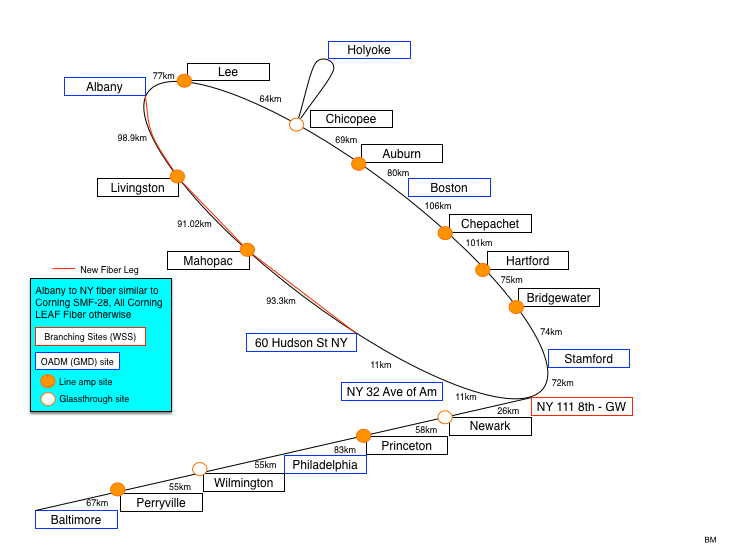 Holyoke
77km
Lee
Albany
64km
Chicopee
98.9km
69km
Auburn
80km
Livingston
Boston
106km
91.02km
Chepachet
101km
Mahopac
Hartford
New Fiber Leg
75km
Albany to NY fiber similar to
Corning SMF-28, All Corning
LEAF Fiber otherwise
Bridgewater
93.3km
74km
Branching Sites (WSS)
60 Hudson St NY
Stamford
OADM (GMD) site
11km
Line amp site
72km
NY 32 Ave of Am
11km
Glassthrough site
NY 111 8th - GW
26km
Newark
58km
Princeton
83km
Philadelphia
55km
Wilmington
55km
Perryville
67km
Baltimore
BM